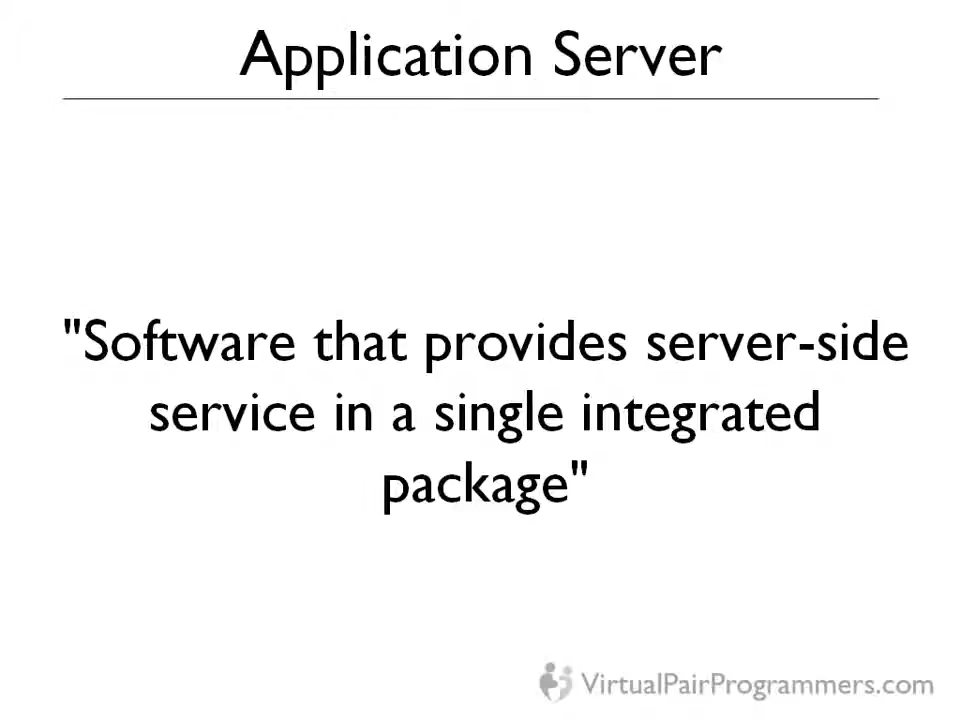 Application Server
"Software that provides server-side
service in a single integrated
package"
VirtualPairProgrammers.com